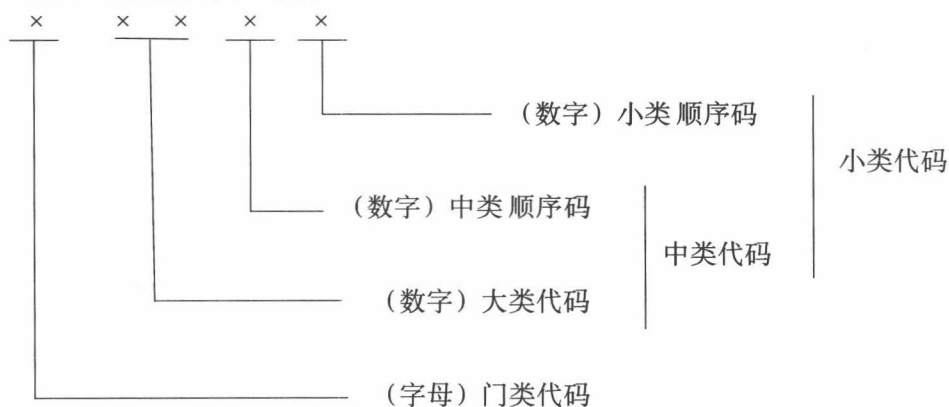 × × × × ×
（数字）小类 顺序码
小类代码
（数字）中类 顺序码
中类代码
（数字）大类代码
（字母）门类代码